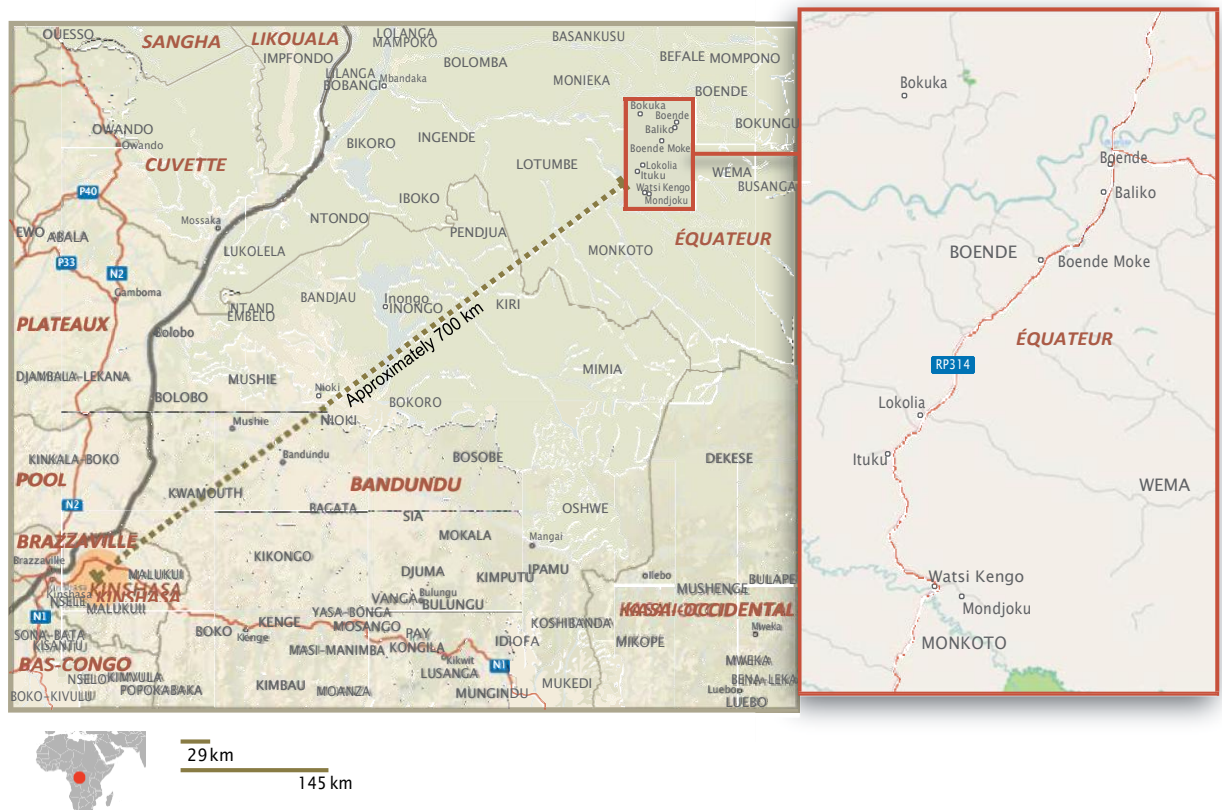 OUESSO
SANGHA
LIKOUALA
IMPFONDO
LOLANGA
MAMPOKO
BASANKUSU
BEFALE
MOMPONO
BOLOMBA
LILANGA
BOBANGI
Mbandaka
MONIEKA
BOENDE
Bokuka
Boende
Baliko
BOKUNGU
OWANDO
Owando
CUVETTE
BIKORO
INGENDE
Boende Moke
LOTUMBE
Lokolia
Ituku
WEMA
BUSANGA
Watsi Kengo
Mondjoku
P40
IBOKO
NTONDO
Mossaka
PENDJUA
EWO
ABALA
LUKOLELA
MONKOTO
ÉQUATEUR
P33
N2
Gamboma
BANDJAU
Inongo
INONGO
KIRI
NTAND
EMBELO
PLATEAUX
Bolobo
Approximately 700 km
DJAMBALA-LEKANA
MUSHIE
Nioki
MIMIA
BOLOBO
BOKORO
Mushie
NIOKI
KINKALA-BOKO
Bandundu
BOSOBE
DEKESE
POOL
KWAMOUTH
BANDUNDU
N2
BAGATA
SIA
OSHWE
BRAZZAVILLE
MOKALA
Mangai
Brazzaville
KIKONGO
MALUKUI
DJUMA
KIMPUTU
IPAMU
Ilebo
BULAPE
Kinshasa
KINSHASA
NSELE
MALUKUII
VANGA
Bulungu
BULUNGU
MUSHENGE
N1
YASA-BONGA
KASAI-OCCIDENTAL
SONA-BATA
KISANTU
BOKO
Kenge
KENGE
MOSANGO
PAY
KONGILA
KOSHIBANDA
IDIOFA
MIKOPE
Mweka
BAS-CONGO
MASI-MANIMBA
Kikwit
N1
MWEKA
NSELO
KIMVULA
LUSANGA
BENA-LEKA
BOKO-KIVULU
POPOKABAKA
KIMBAU
MOANZA
MUNGINDU
MUKEDI
Luebo
LUEBO
Bokuka
Boende
Baliko
BOENDE
Boende Moke
ÉQUATEUR
RP314
Lokolia
Ituku
WEMA
Watsi Kengo
Mondjoku
MONKOTO
29 km
145 km